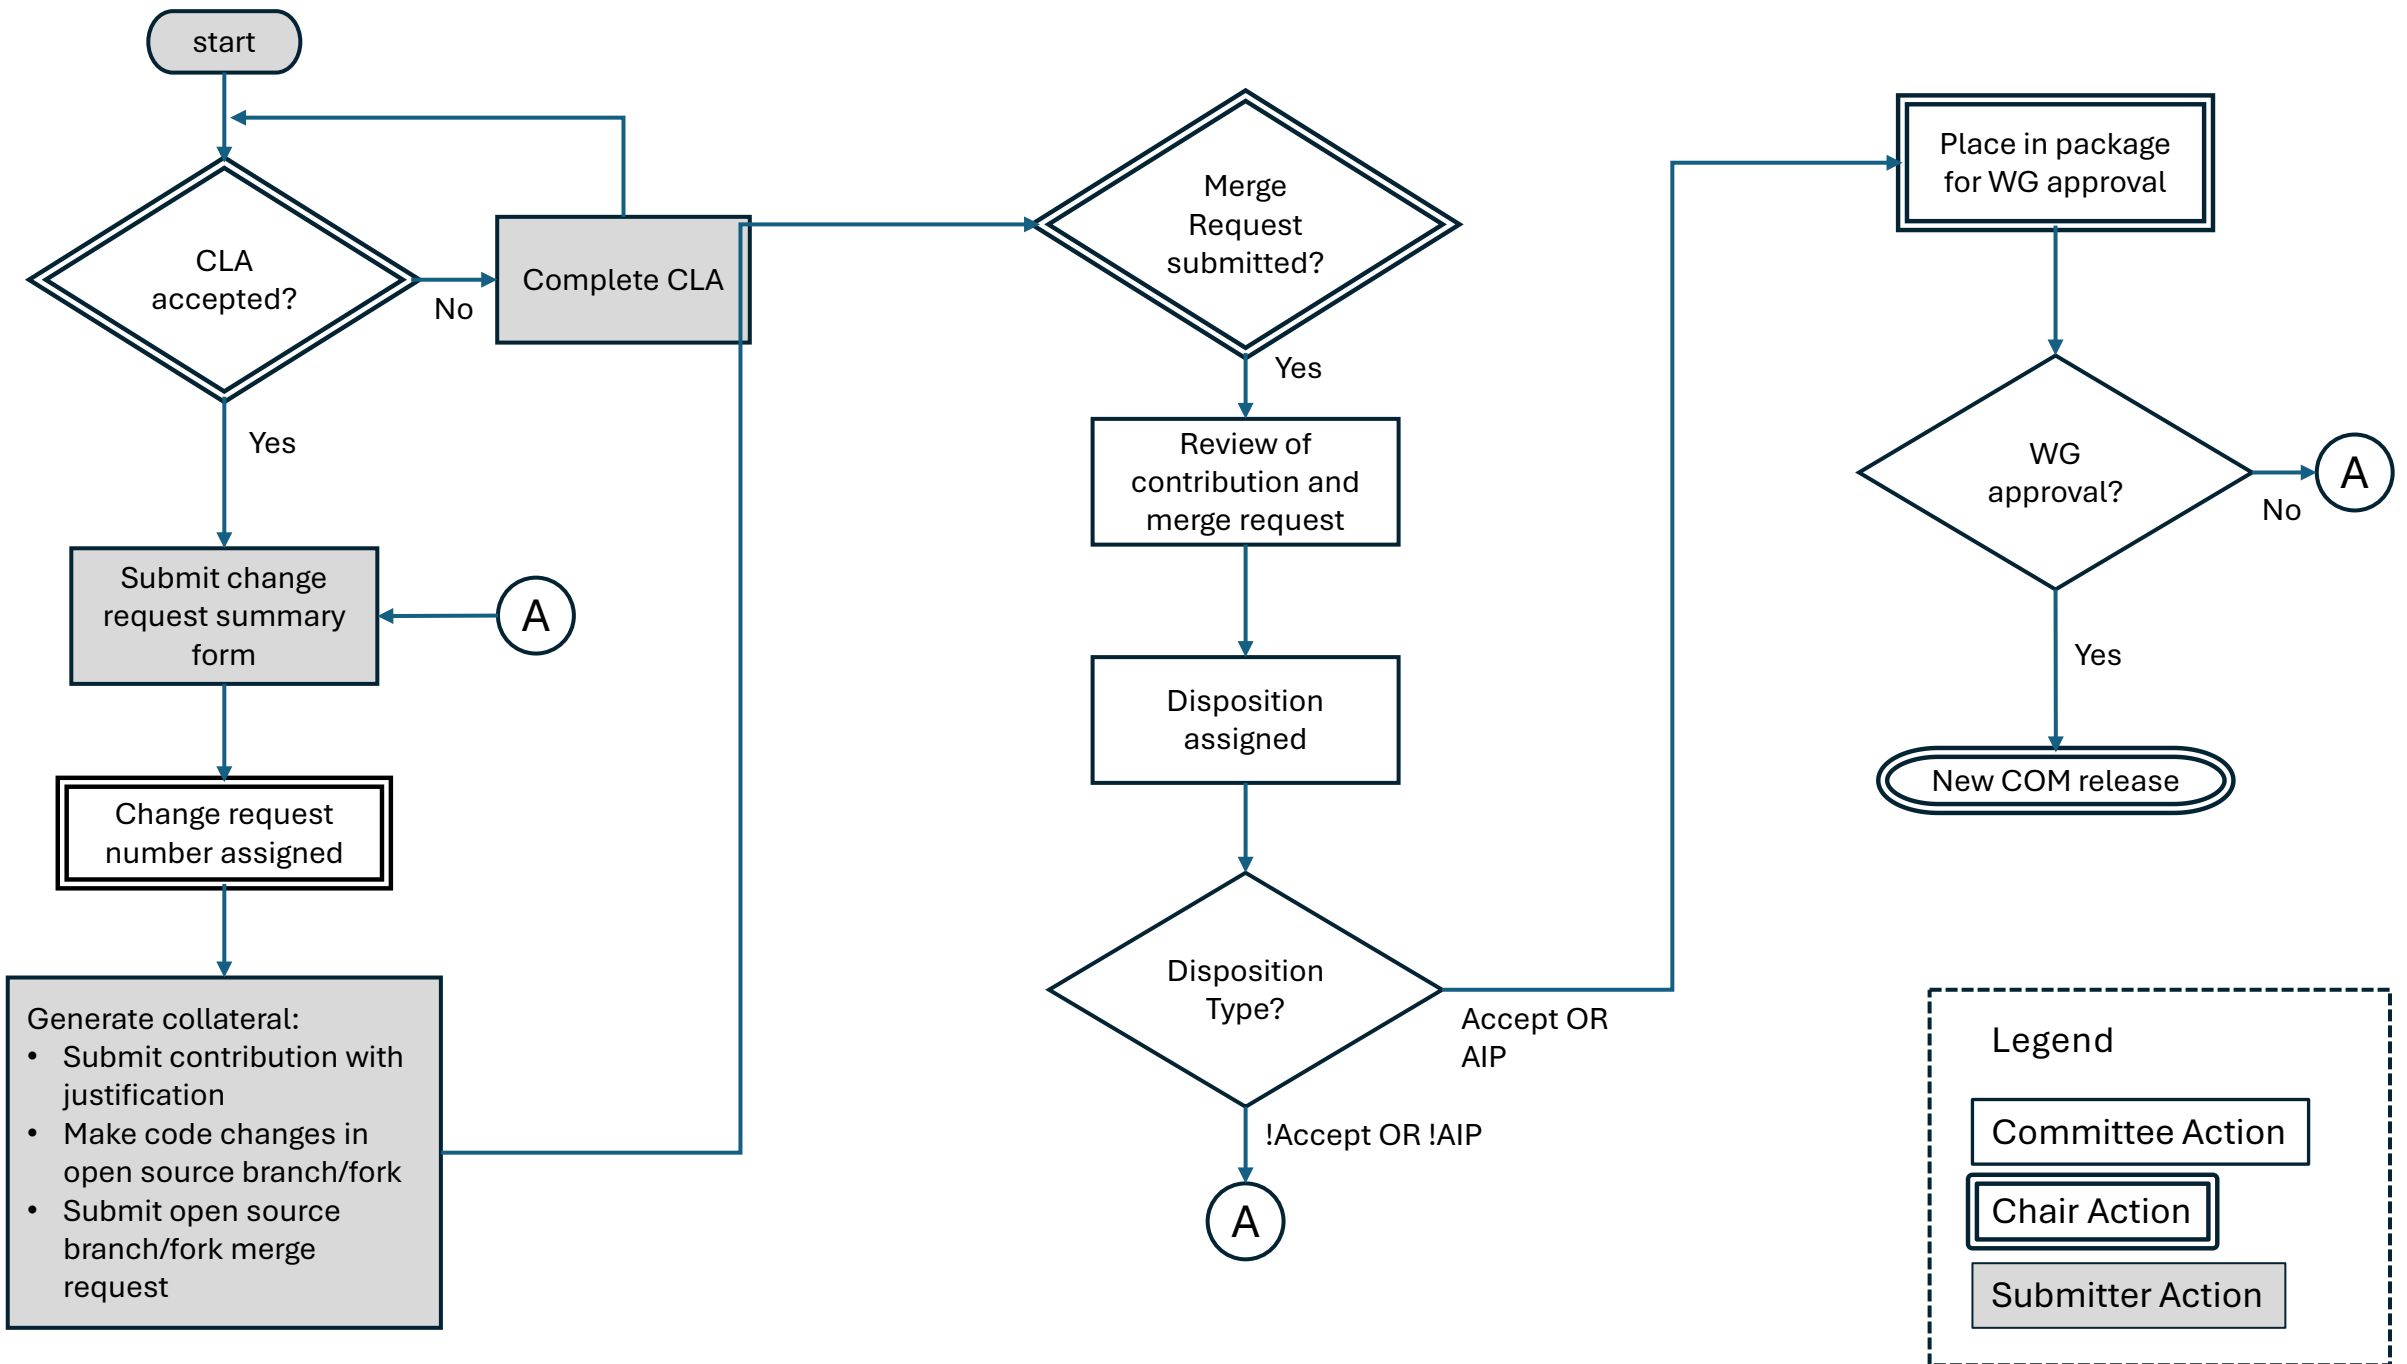 start
CLA
accepted?
No
Complete CLA
Yes
Submit change
request summary
form
A
Change request
number assigned
Generate collateral:
• Submit contribution with
justification
• Make code changes in
open source branch/fork
• Submit open source
branch/fork merge
request
Merge
Request
submitted?
Yes
Review of
contribution and
merge request
Disposition
assigned
Disposition
Type?
Accept OR
AIP
!Accept OR !AIP
A
Place in package
for WG approval
WG
approval?
No
A
Yes
New COM release
Legend
Committee Action
Chair Action
Submitter Action